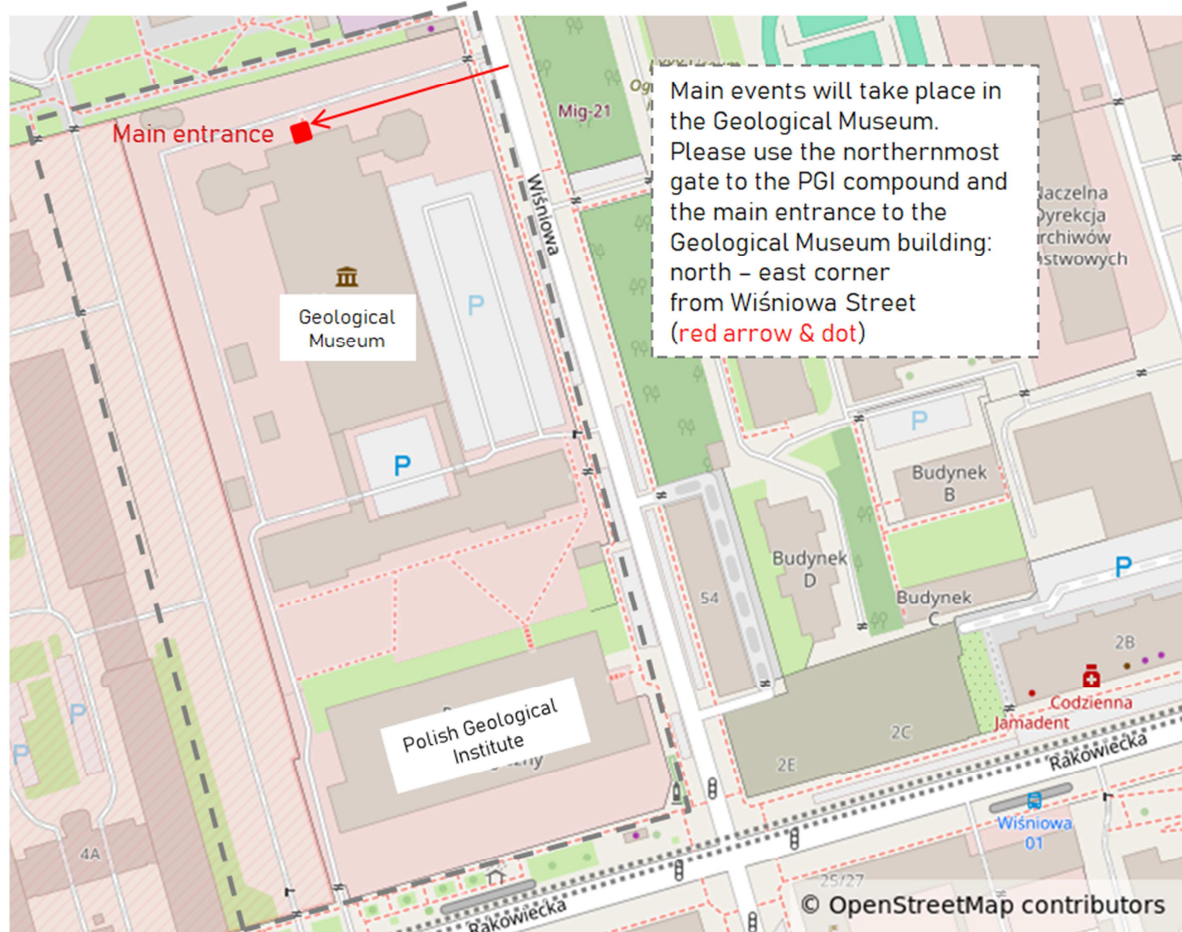 Main entrance
Mig-21
Main events will take place in
the Geological Museum.
Please use the northernmost
gate to the PGI compound and
the main entrance to the
Geological Museum building:
north – east corner
from Wiśniowa Street
(red arrow & dot)
Wiśniowa
P
Geological
Museum
P
P
Budynek
B
Budynek
D
Budynek
C
P
54
2B
Codzienna
Jamadent
2C
2E
Rakowiecka
Polish Geological
Institute
P
P
4A
Wiśniowa
01
25/27
Rakowiecka
© OpenStreetMap contributors